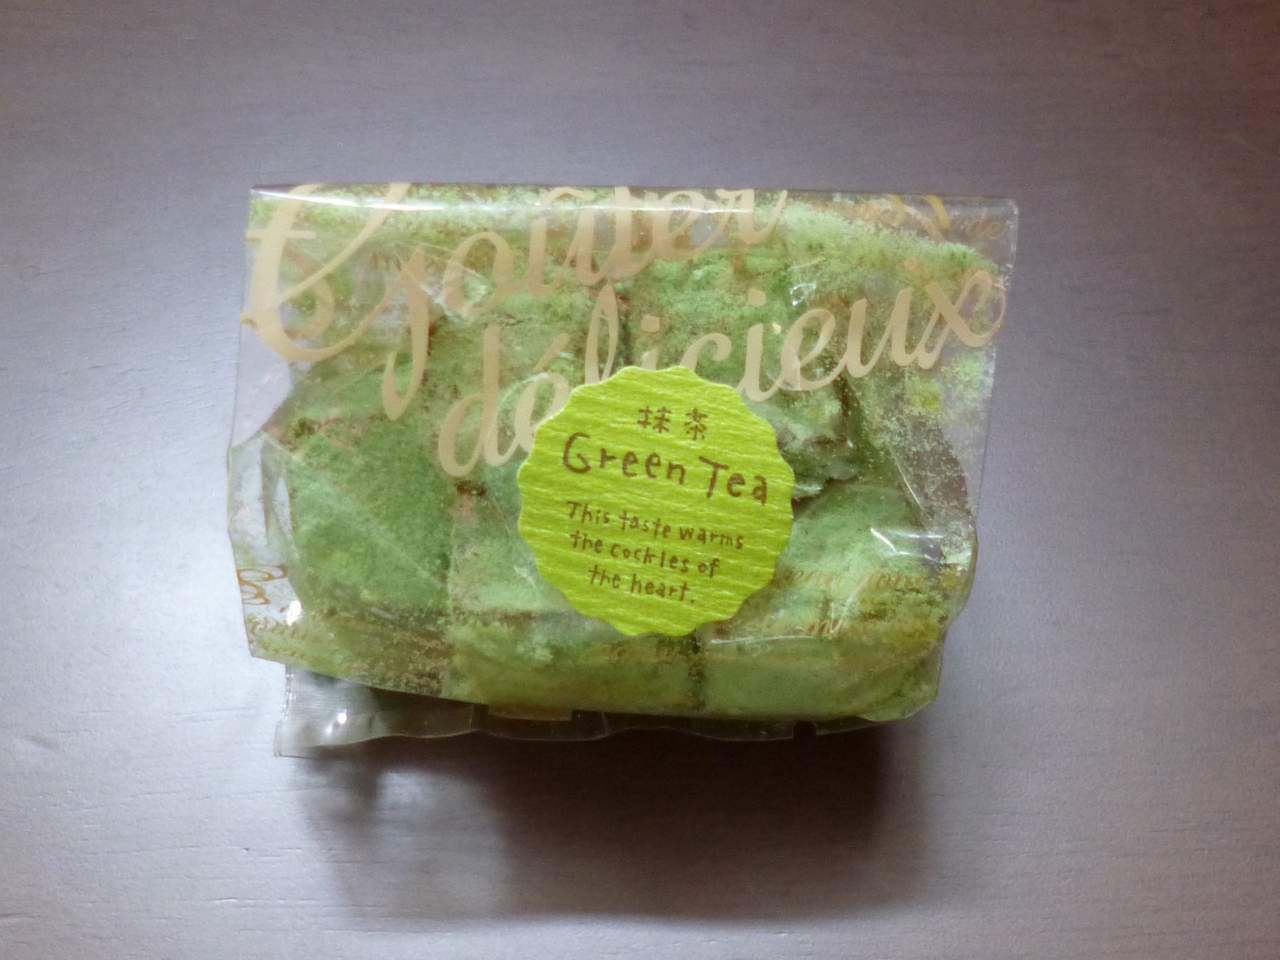 Goûter
délicieux
抹茶
Green Tea
This taste warms
the cockles of
the heart.